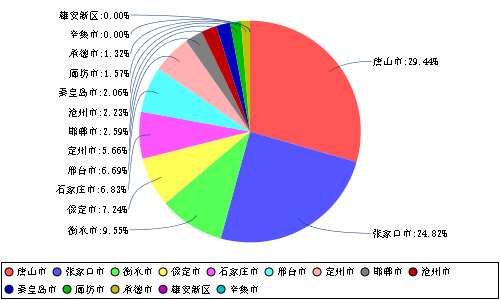 雄安新区:0.00%
辛集市:0.00%
承德市:1.32%
廊坊市:1.57%
秦皇岛市:2.06%
沧州市:2.23%
邯郸市:2.59%
定州市:5.66%
邢台市:6.69%
石家庄市:6.83%
保定市:7.24%
衡水市:9.55%
唐山市:29.44%
张家口市:24.82%
唐山市 张家口市 衡水市 保定市 石家庄市 邢台市 定州市 邯郸市 沧州市
秦皇岛市 廊坊市 承德市 雄安新区 辛集市